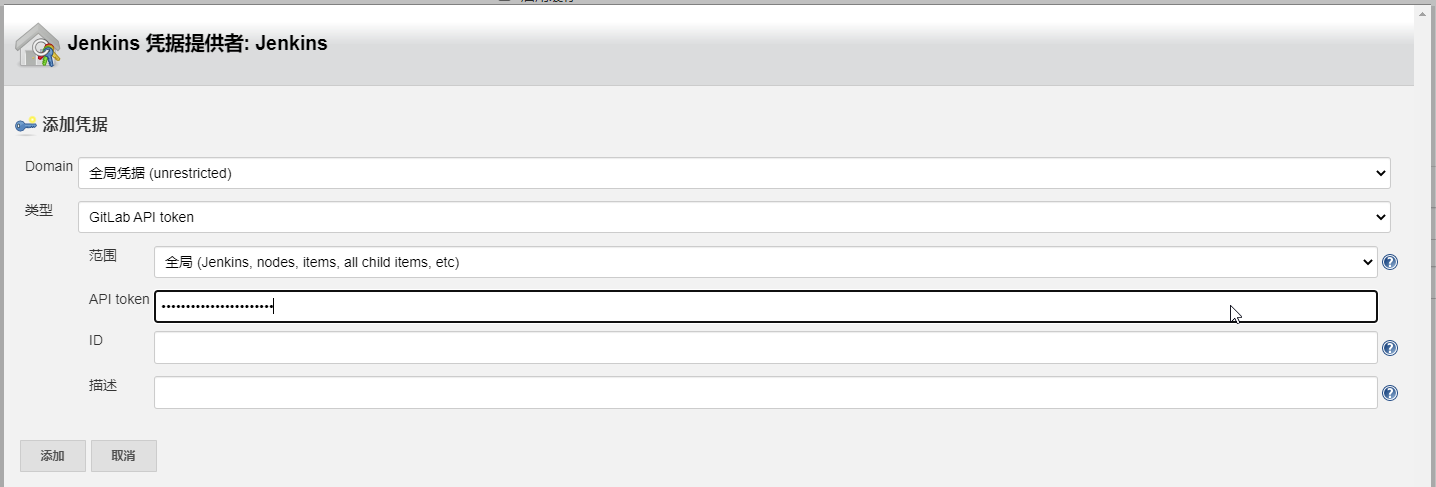 Jenkins 凭据提供者: Jenkins
添加凭据
Domain 全局凭据 (unrestricted)
类型 GitLab API token
范围 全局 (Jenkins, nodes, items, all child items, etc)
API token •••••••••••••••••••••••
ID
描述
添加 取消